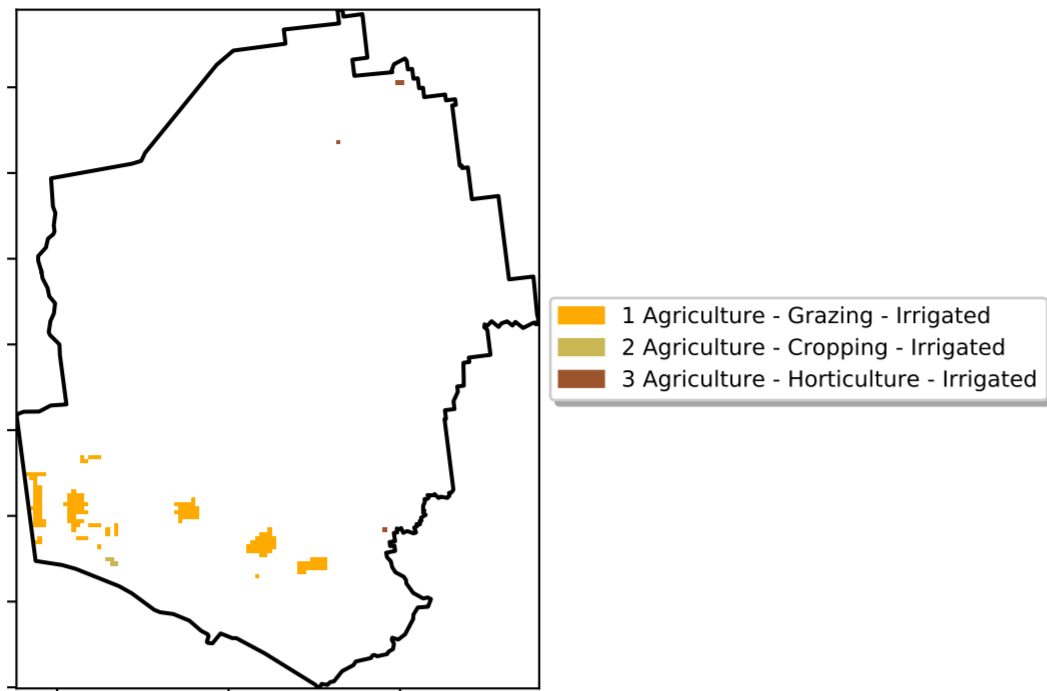 1 Agriculture - Grazing - Irrigated
2 Agriculture - Cropping - Irrigated
3 Agriculture - Horticulture - Irrigated